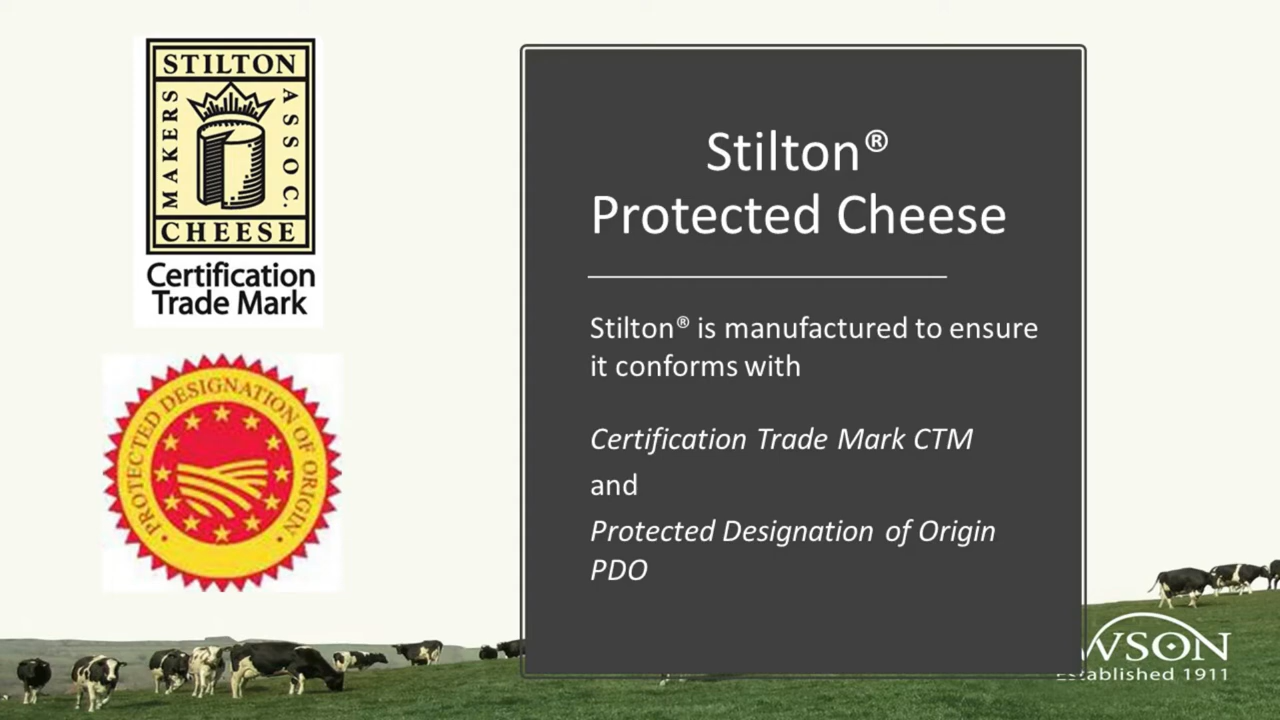 STILTON
MAKERS
ASSOC.
CHEESE
Certification
Trade Mark
PROTECTED DESIGNATION OF ORIGIN
Stilton®
Protected Cheese
Stilton® is manufactured to ensure
it conforms with
Certification Trade Mark CTM
and
Protected Designation of Origin
PDO
WSON
Established 1911